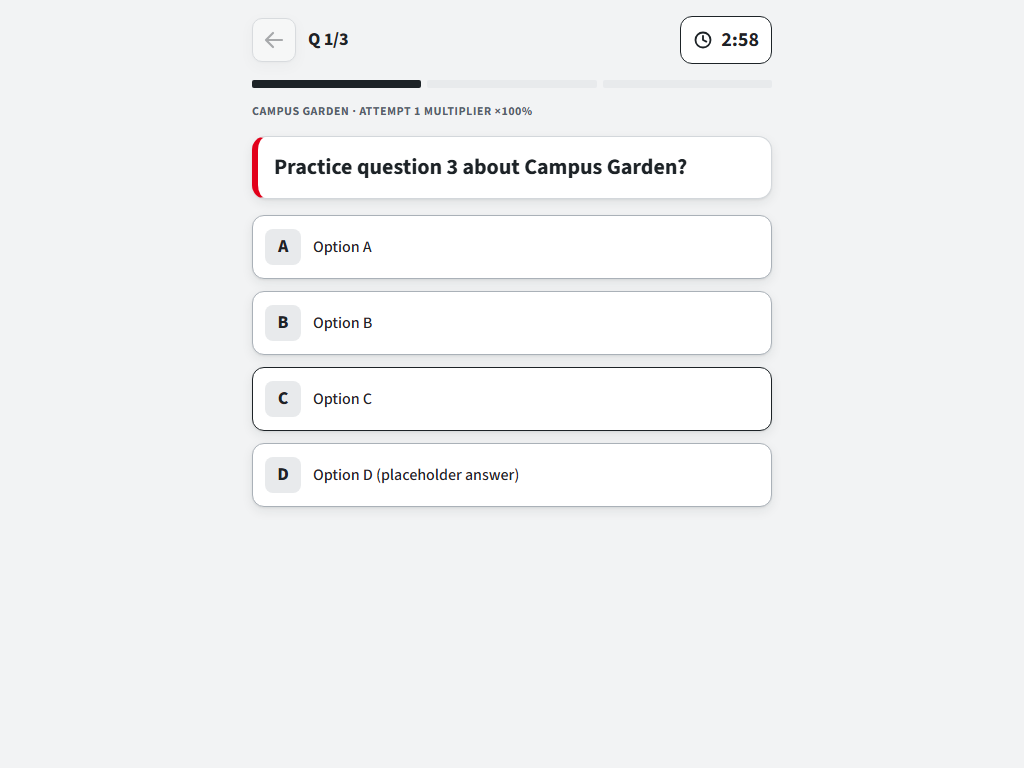 Q 1/3
2:58
CAMPUS GARDEN · ATTEMPT 1 MULTIPLIER ×100%
Practice question 3 about Campus Garden?
A Option A
B Option B
C Option C
D Option D (placeholder answer)